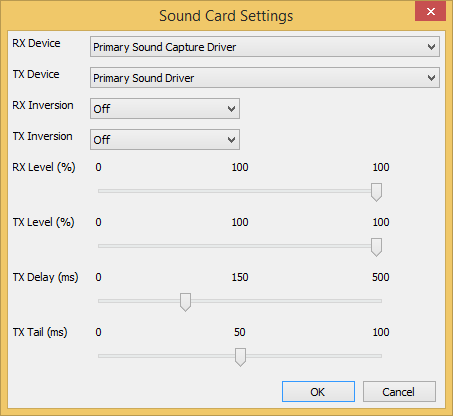 Sound Card Settings
RX Device Primary Sound Capture Driver
TX Device Primary Sound Driver
RX Inversion Off
TX Inversion Off
RX Level (%) 0 100 100
TX Level (%) 0 100 100
TX Delay (ms) 0 150 500
TX Tail (ms) 0 50 100
OK Cancel